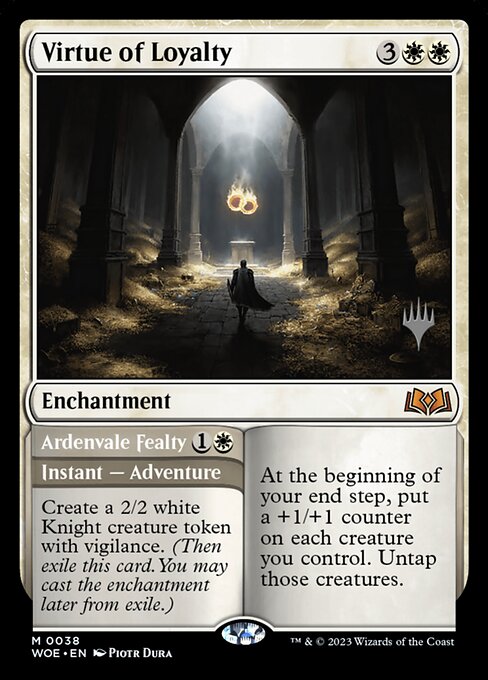 Virtue of Loyalty 3
Enchantment
Ardenvale Fealty 1
Instant — Adventure
Create a 2/2 white
Knight creature token
with vigilance. (Then
exile this card. You may
cast the enchantment
later from exile.)
At the beginning of
your end step, put
a +1/+1 counter
on each creature
you control. Untap
those creatures.
M 0038
WOE • EN Piotr Dura
™ & © 2023 Wizards of the Coast